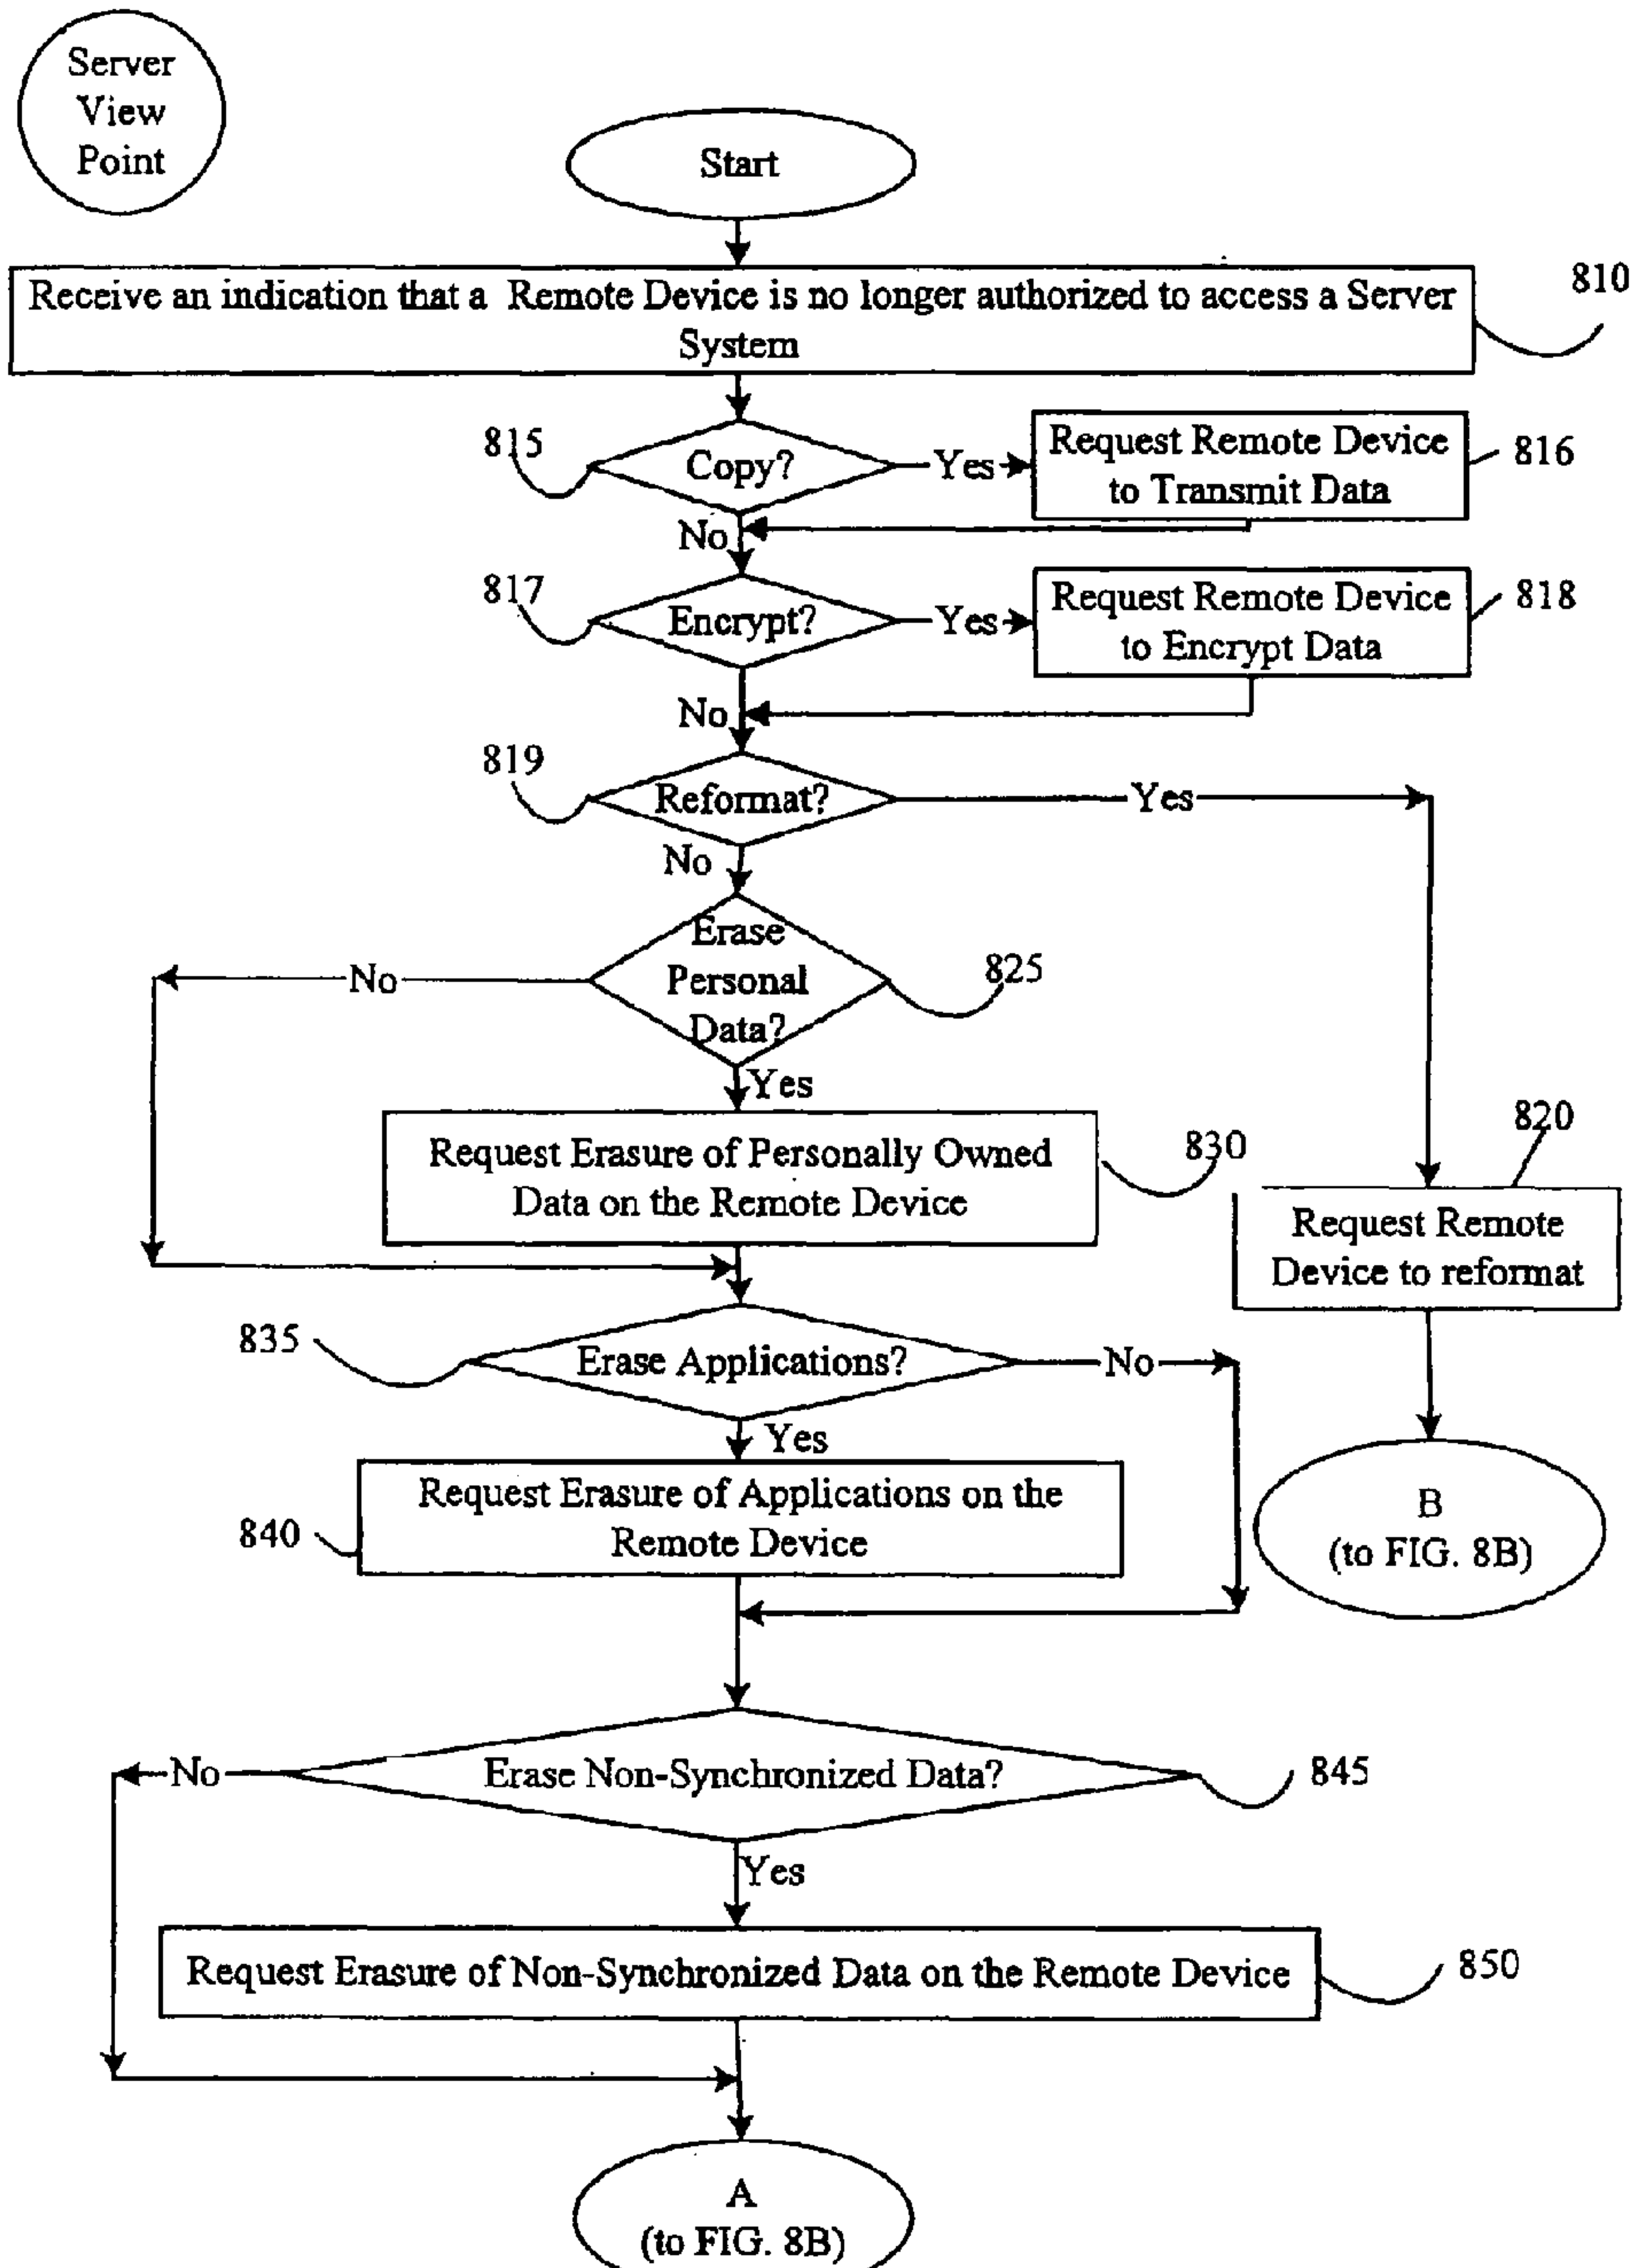 Server
View
Point
Start
Receive an indication that a Remote Device is no longer authorized to access a Server
System
810
815
Copy?
Yes
Request Remote Device
to Transmit Data
816
No
817
Encrypt?
Yes
Request Remote Device
to Encrypt Data
818
No
819
Reformat?
Yes
No
Erase
Personal
Data?
825
No
Yes
Request Erasure of Personally Owned
Data on the Remote Device
830
820
Request Remote
Device to reformat
835
Erase Applications?
No
Yes
Request Erasure of Applications on the
Remote Device
840
B
(to FIG. 8B)
No
Erase Non-Synchronized Data?
845
Yes
Request Erasure of Non-Synchronized Data on the Remote Device
850
A
(to FIG. 8B)